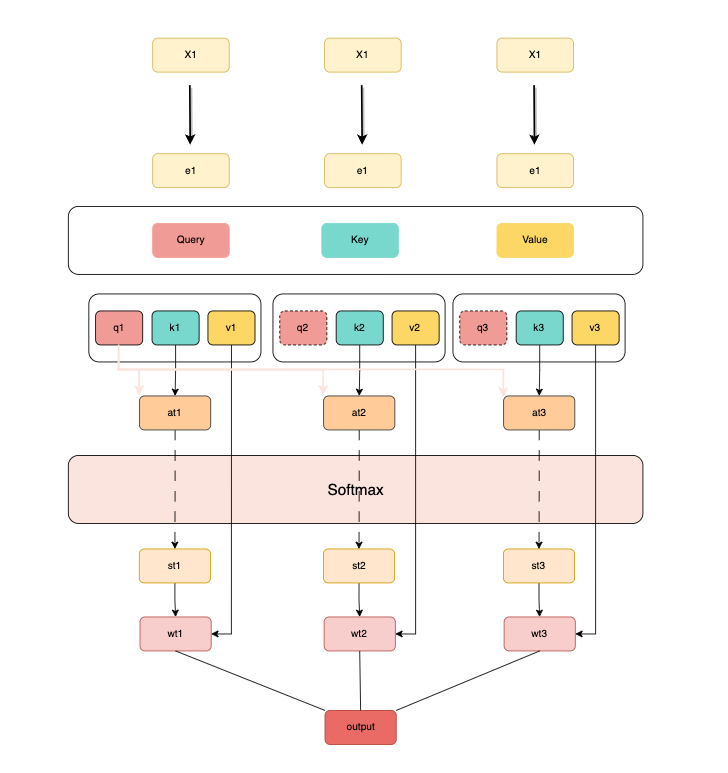 X1 X1 X1
e1 e1 e1
Query Key Value
q1 k1 v1 q2 k2 v2 q3 k3 v3
at1 at2 at3
Softmax
st1 st2 st3
wt1 wt2 wt3
output